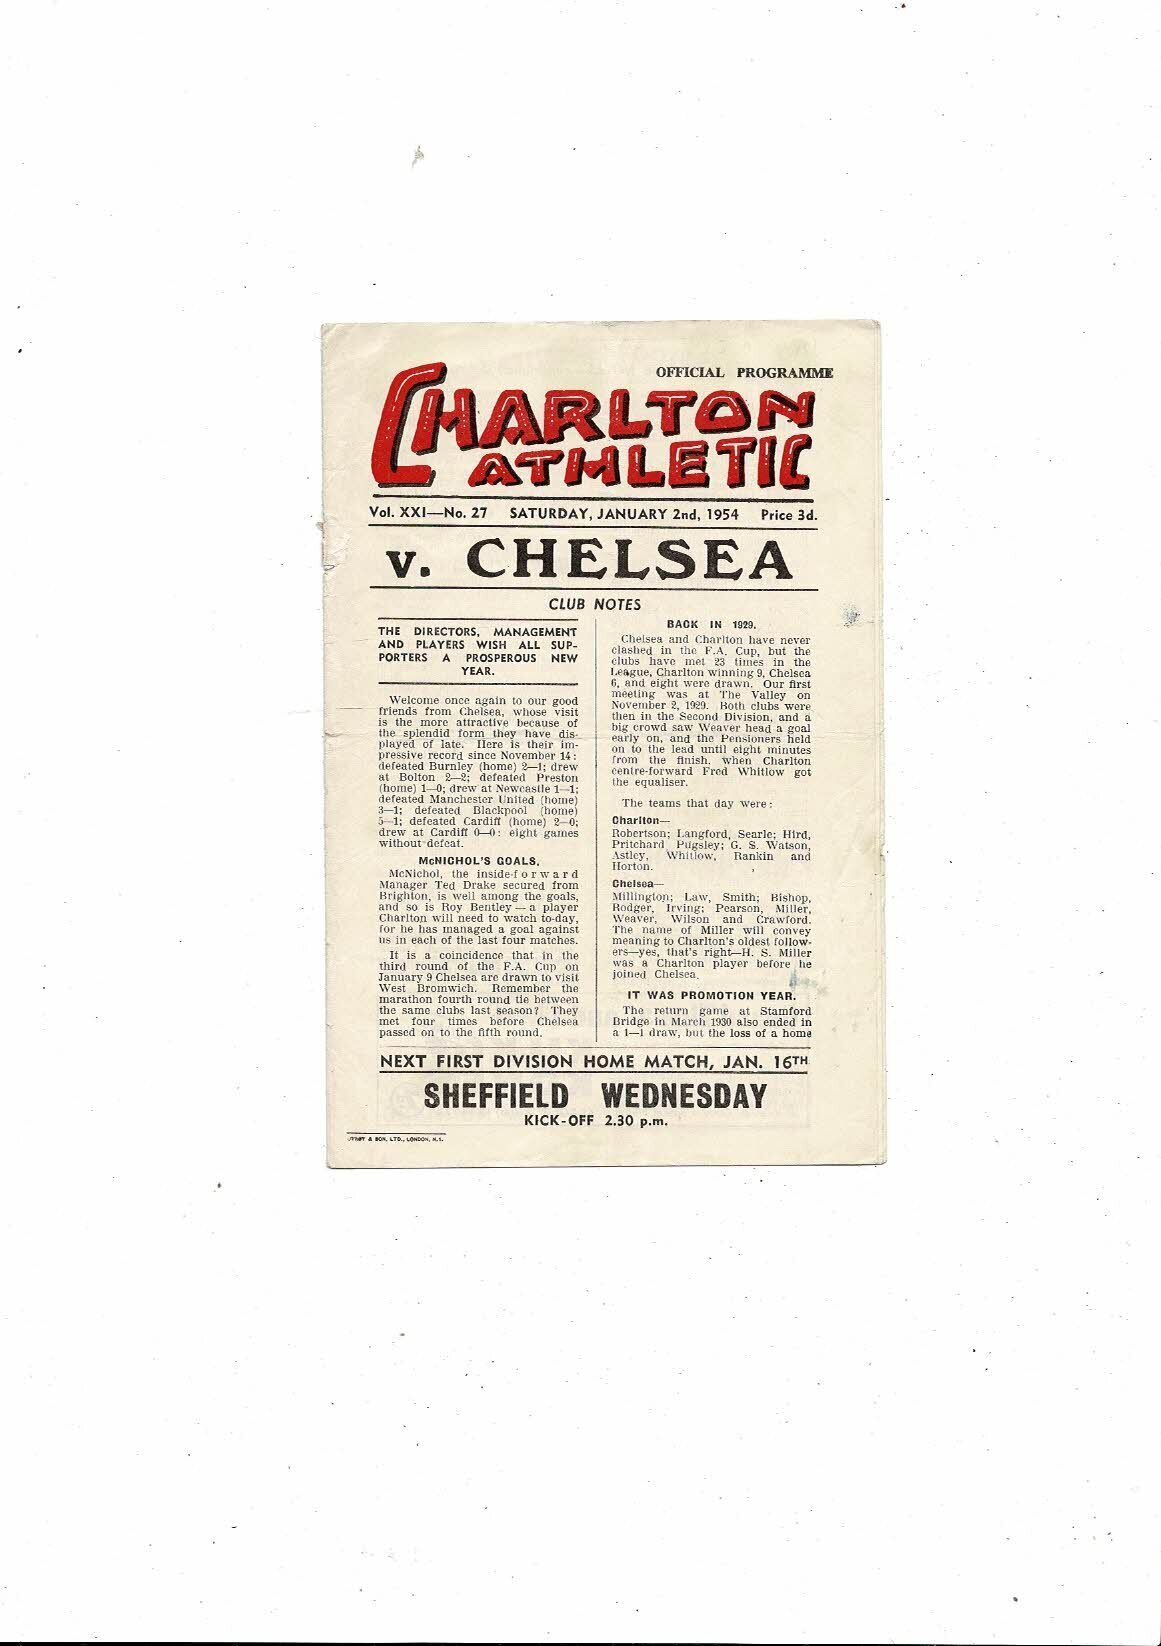 OFFICIAL PROGRAMME
CHARLTON
ATHLETIC
Vol. XXI—No. 27 SATURDAY, JANUARY 2nd, 1954 Price 3d.
v. CHELSEA
CLUB NOTES
THE DIRECTORS, MANAGEMENT
AND PLAYERS WISH ALL SUP-
PORTERS A PROSPEROUS NEW
YEAR.
Welcome once again to our good
friends from Chelsea, whose visit
is the more attractive because of
the splendid form they have dis-
played of late. Here is their im-
pressive record since November 14:
defeated Burnley (home) 2—1; drew
at Bolton 2—2; defeated Preston
(home) 1—0; drew at Newcastle 1—1;
defeated Manchester United (home)
3—1; defeated Blackpool (home)
5—1; defeated Cardiff (home) 2—0;
drew at Cardiff 0—0: eight games
without defeat.
McNICHOL'S GOALS.
McNichol, the inside-forward
Manager Ted Drake secured from
Brighton, is well among the goals,
and so is Roy Bentley—a player
Charlton will need to watch to-day,
for he has managed a goal against
us in each of the last four matches.
It is a coincidence that in the
third round of the F.A. Cup on
January 9 Chelsea are drawn to visit
West Bromwich. Remember the
marathon fourth round tie between
the same clubs last season? They
met four times before Chelsea
passed on to the fifth round.
BACK IN 1929.
Chelsea and Charlton have never
clashed in the F.A. Cup, but the
clubs have met 23 times in the
League, Charlton winning 9, Chelsea
6, and eight were drawn. Our first
meeting was at The Valley on
November 2, 1929. Both clubs were
then in the Second Division, and a
big crowd saw Weaver head a goal
early on, and the Pensioners held
on to the lead until eight minutes
from the finish, when Charlton
centre-forward Fred Whitlow got
the equaliser.
The teams that day were:
Charlton—
Robertson; Langford, Searle; Hird,
Pritchard Pugsley; G. S. Watson,
Astley, Whitlow, Rankin and
Horton.
Chelsea—
Millington; Law, Smith; Bishop,
Rodger, Irving; Pearson, Miller,
Weaver, Wilson and Crawford.
The name of Miller will convey
meaning to Charlton's oldest follow-
ers—yes, that's right—H. S. Miller
was a Charlton player before he
joined Chelsea.
IT WAS PROMOTION YEAR.
The return game at Stamford
Bridge in March 1930 also ended in
a 1—1 draw, but the loss of a home
NEXT FIRST DIVISION HOME MATCH, JAN. 16TH
SHEFFIELD WEDNESDAY
KICK-OFF 2.30 p.m.
& SON, LTD., LONDON, N.1.